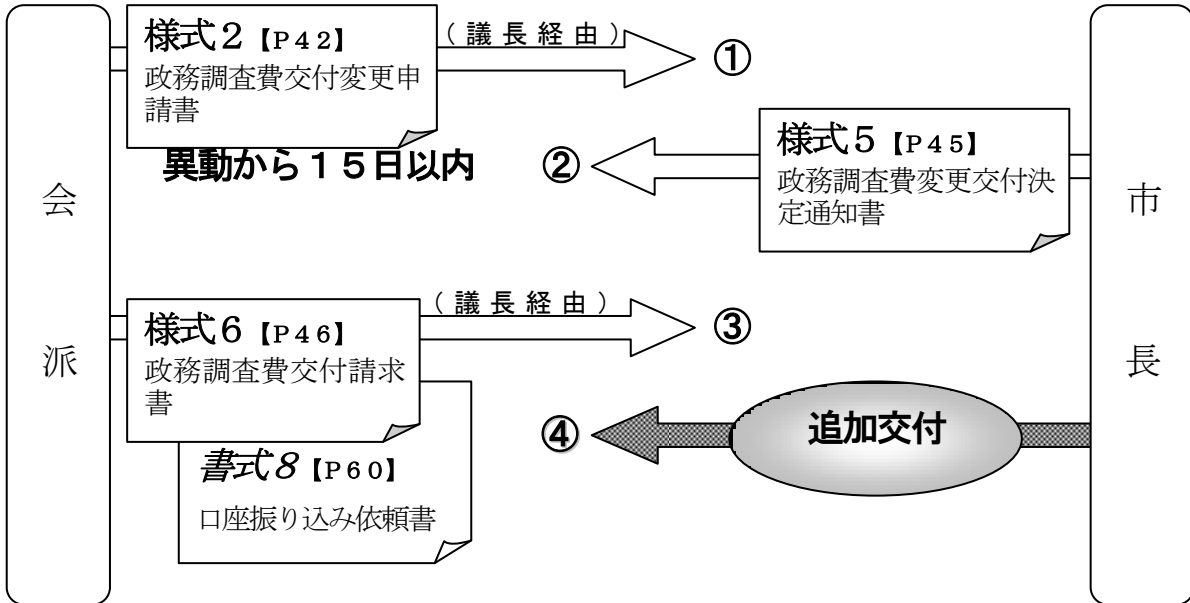 会
派
様式2【P42】
政務調査費交付変更申
請書
(議長経由)
①
異動から15日以内
②
様式5【P45】
政務調査費変更交付決
定通知書
市
長
様式6【P46】
政務調査費交付請求
書
(議長経由)
③
書式8【P60】
口座振り込み依頼書
④
追加交付